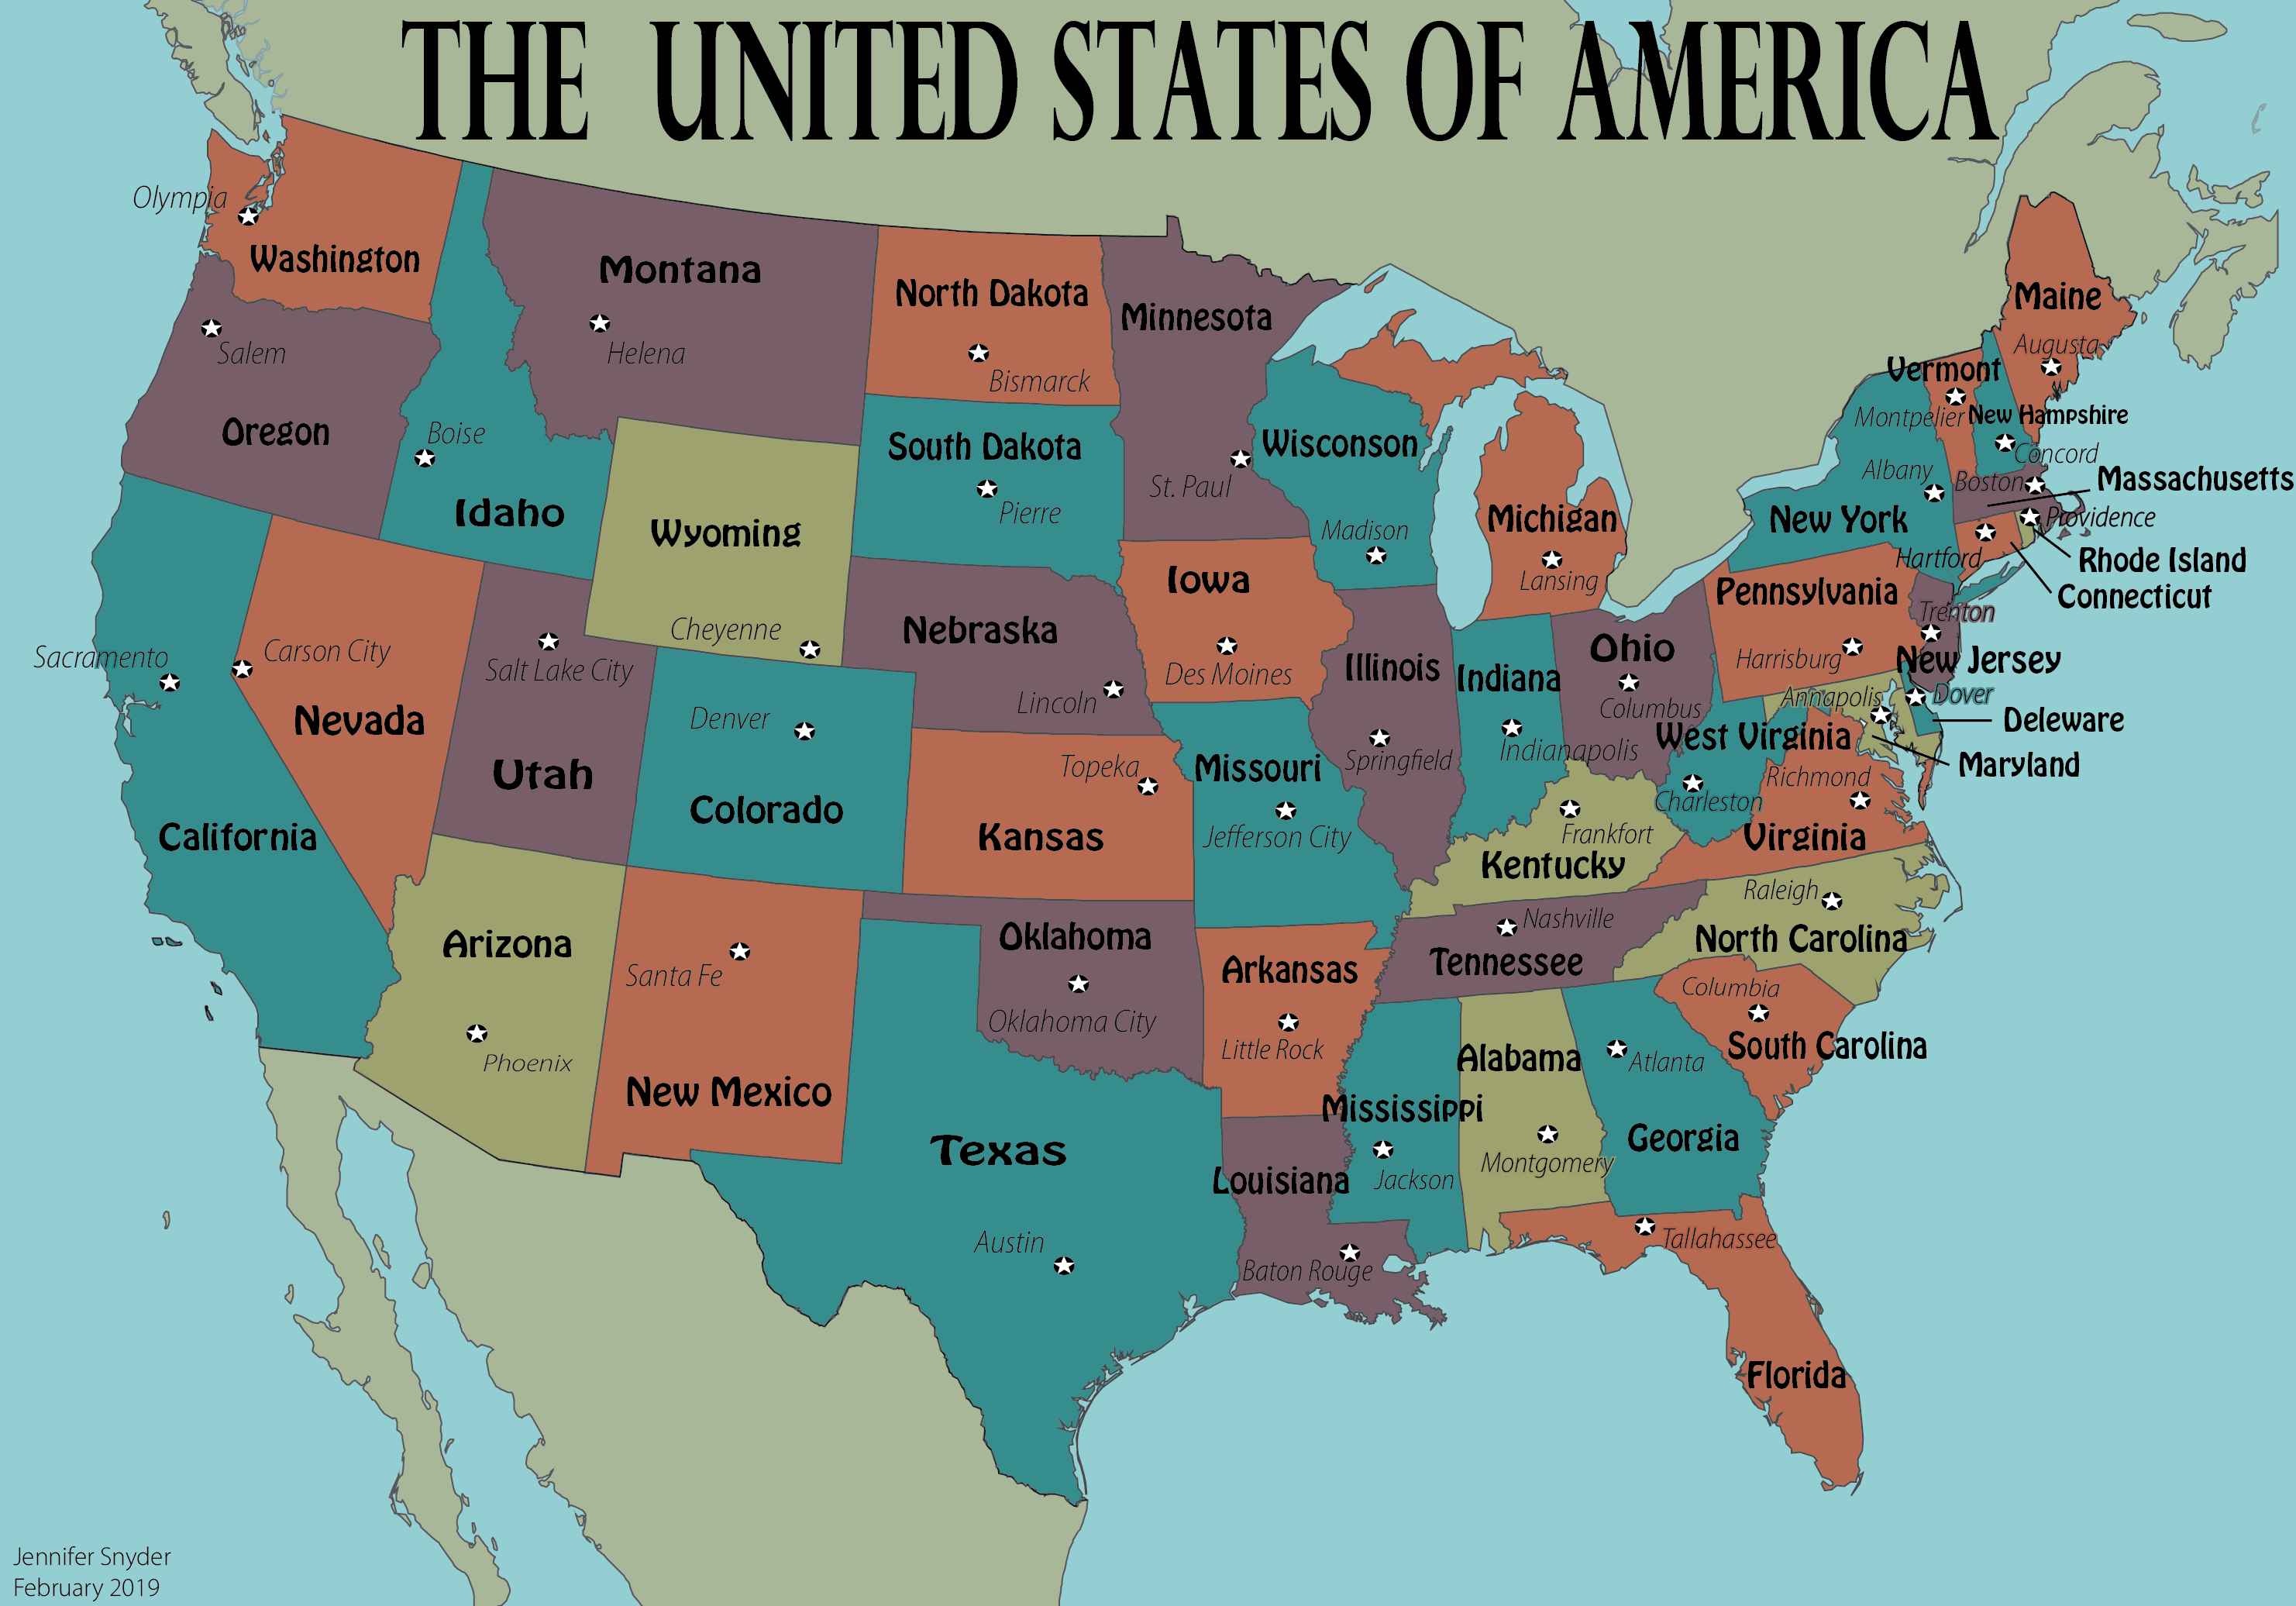 THE UNITED STATES OF AMERICA
Olympia
Washington
Montana
Helena
North Dakota
Bismarck
Minnesota
St. Paul
Maine
Augusta
Vermont
Montpelier
New Hampshire
Concord
Salem
Oregon
Boise
Idaho
Wyoming
Cheyenne
South Dakota
Pierre
Wisconson
Madison
Michigan
Lansing
Albany
New York
Boston
Massachusetts
Providence
Rhode Island
Hartford
Connecticut
Pennsylvania
Harrisburg
Trenton
New Jersey
Sacramento
California
Carson City
Nevada
Salt Lake City
Utah
Denver
Colorado
Nebraska
Lincoln
Iowa
Des Moines
Illinois
Springfield
Indiana
Indianapolis
Ohio
Columbus
Annapolis
Dover
Deleware
Maryland
West Virginia
Charleston
Richmond
Virginia
Topeka
Kansas
Missouri
Jefferson City
Frankfort
Kentucky
Arizona
Phoenix
Santa Fe
New Mexico
Oklahoma
Oklahoma City
Arkansas
Little Rock
Nashville
Tennessee
Raleigh
North Carolina
Columbia
South Carolina
Texas
Austin
Louisiana
Baton Rouge
Mississippi
Jackson
Alabama
Montgomery
Atlanta
Georgia
Tallahassee
Florida
Jennifer Snyder
February 2019